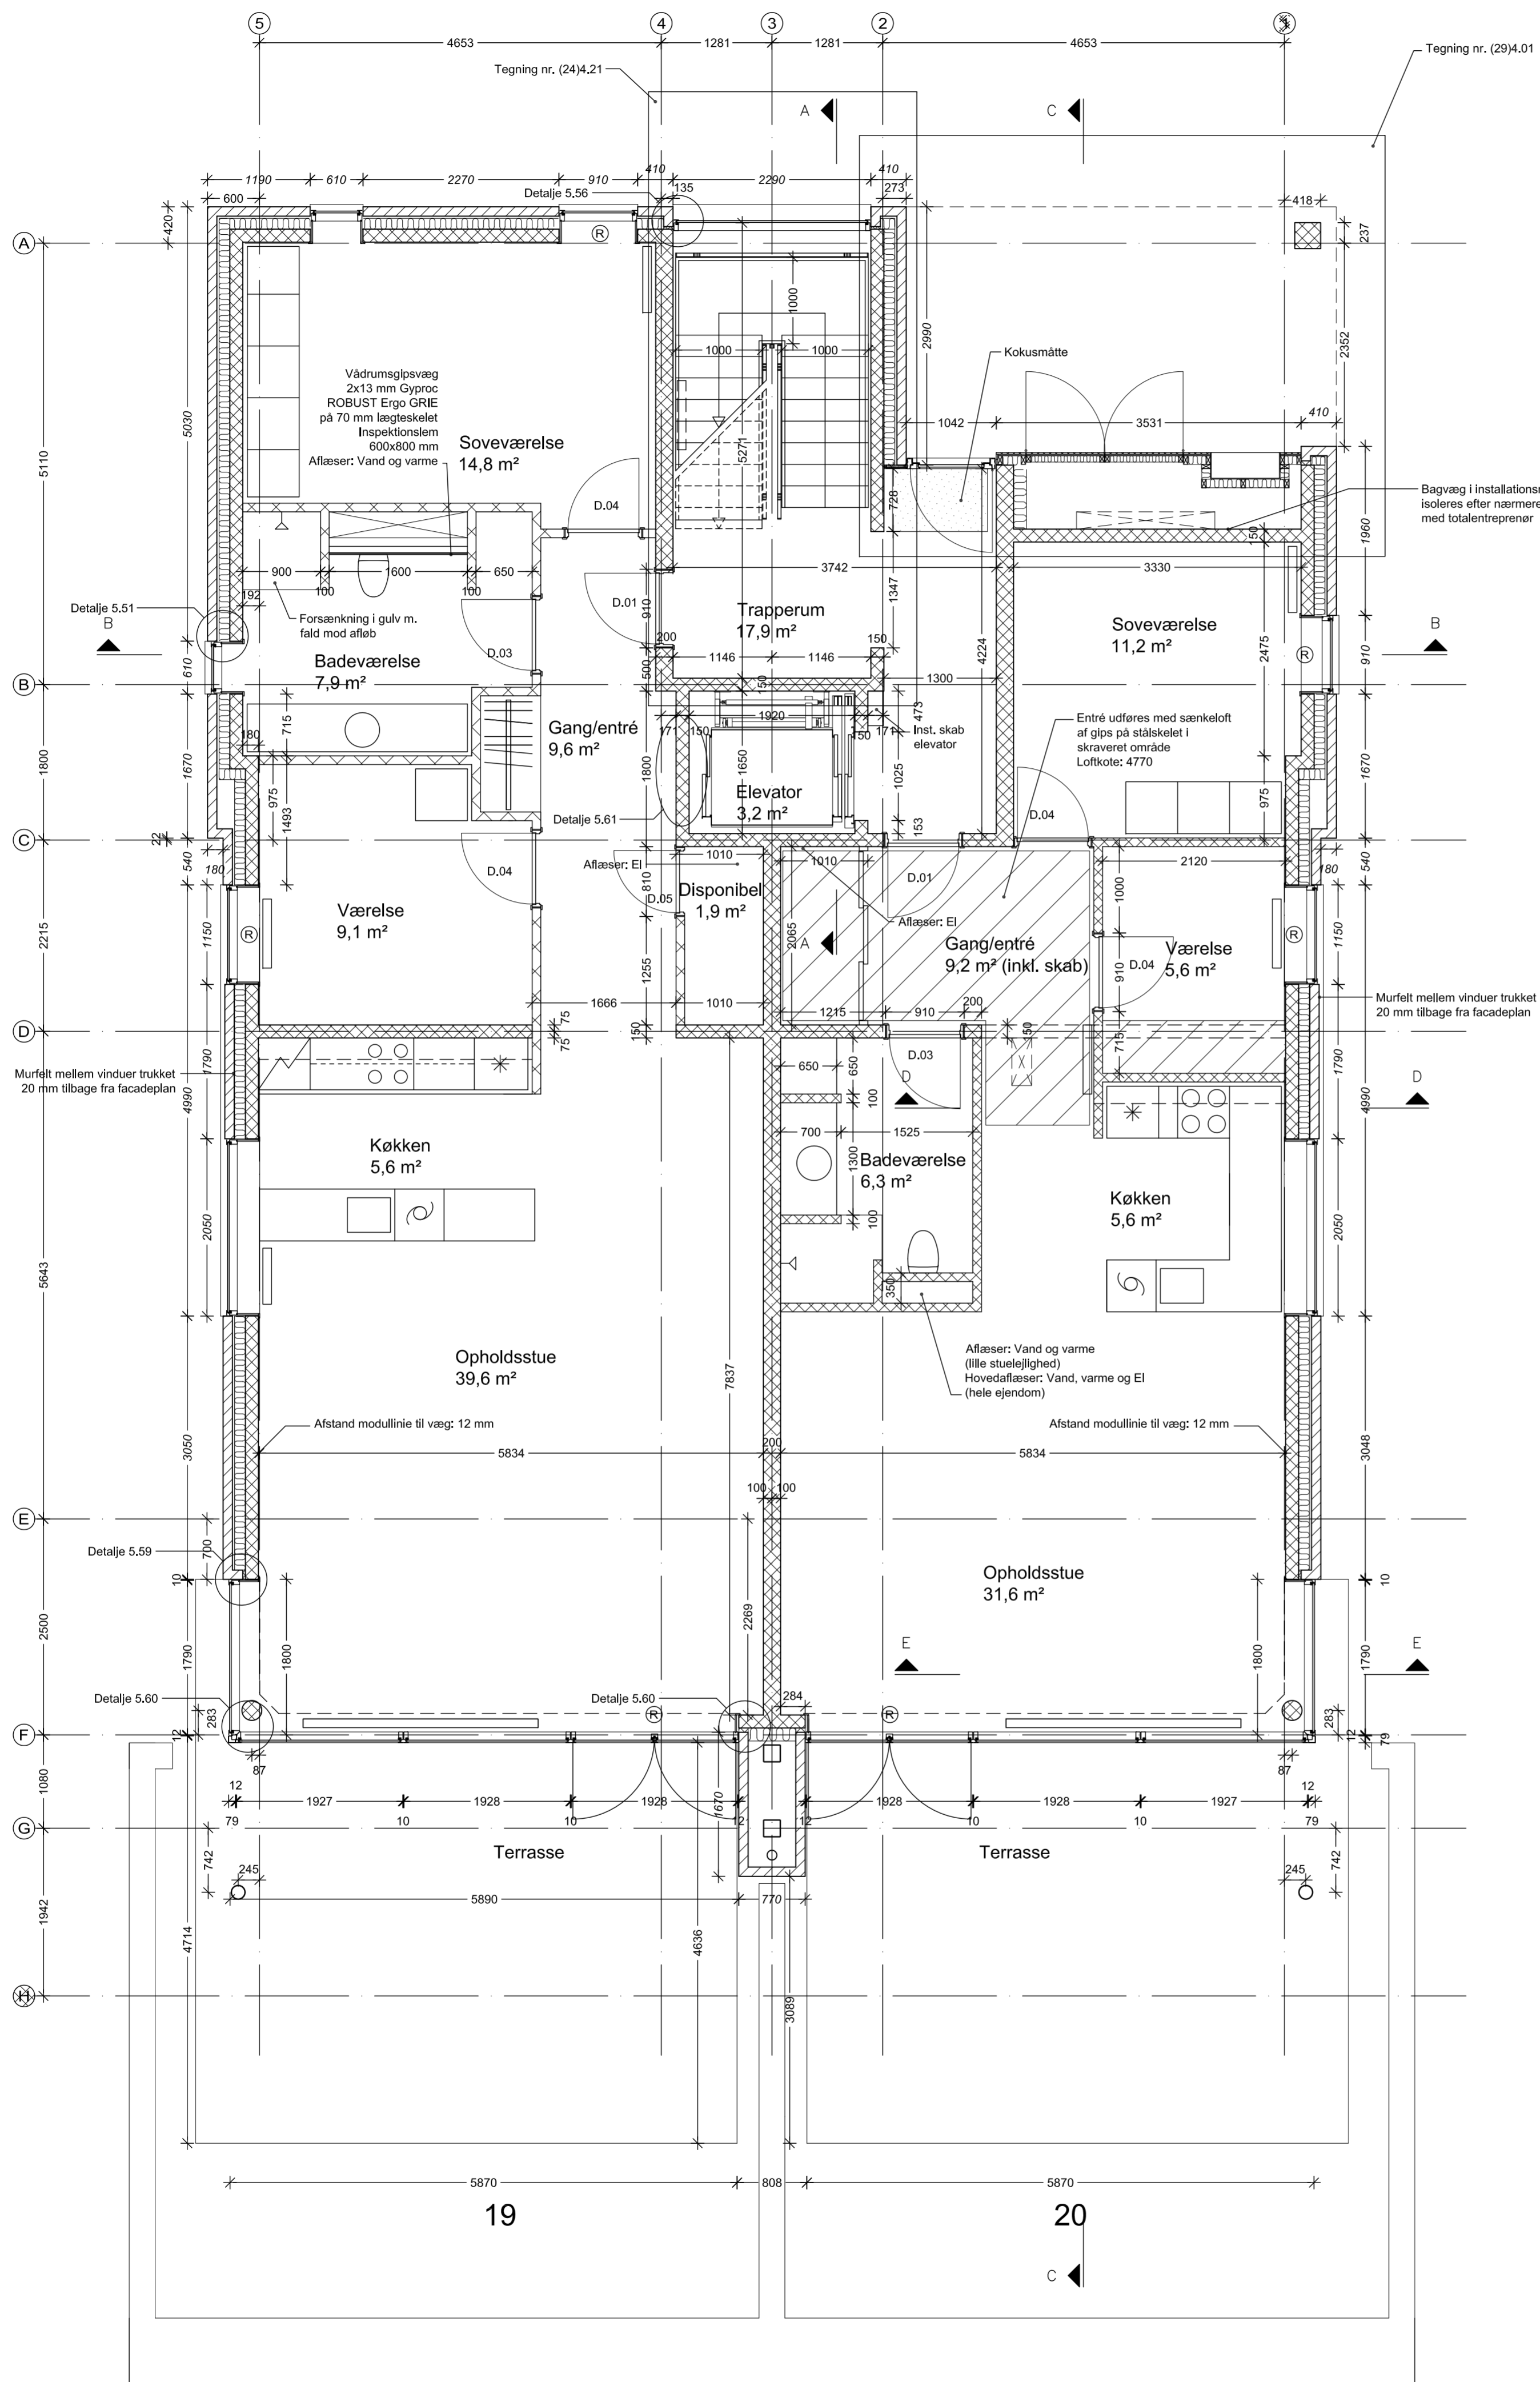 5
4
3
2
1
4653
1281
1281
4653
Tegning nr. (24)4.21
Tegning nr. (29)4.01
A
C
1190
610
2270
910
410
2290
410
600
Detalje 5.56
135
273
418
420
237
A
1000
1000
1000
2990
2352
5271
Kokusmåtte
Vådrumsgipsvæg
2x13 mm Gyproc
ROBUST Ergo GRIE
på 70 mm lægteskelet
Inspektionslem
600x800 mm
Aflæser: Vand og varme
R
5030
5110
Soveværelse
14,8 m²
1042
3531
410
D.04
728
Bagvæg i installationsr
isoleres efter nærmere
med totalentreprenør
150
1960
900
1600
650
100
100
192
3742
3330
D.01
910
1347
Detalje 5.51
B
Forsænkning i gulv m.
fald mod afløb
Trapperum
17,9 m²
Soveværelse
11,2 m²
2475
B
D.03
200
150
4224
R
910
Badeværelse
7,9 m²
1146
1146
500
1300
610
B
150
715
180
Gang/entré
9,6 m²
1920
171
150
150
171
473
Inst. skab
elevator
Entré udføres med sænkeloft
af gips på stålskelet i
skraveret område
Loftkote: 4770
1800
1670
975
1493
1800
1650
1025
Elevator
3,2 m²
975
1670
Detalje 5.61
153
D.04
C
22
540
180
D.04
Aflæser: El
1010
1010
810
D.05
D.01
2120
180
540
Disponibel
1,9 m²
1000
Værelse
9,1 m²
Aflæser: El
R
2215
1150
2065
A
Gang/entré
9,2 m² (inkl. skab)
910
D.04
Værelse
5,6 m²
R
1150
1255
1666
1010
1215
910
200
Murfelt mellem vinduer trukket
20 mm tilbage fra facadeplan
D
75
75
150
150
715
D.03
650
650
1790
1790
Murfelt mellem vinduer trukket
20 mm tilbage fra facadeplan
4990
100
D
D
4990
700
1525
Køkken
5,6 m²
1300
Badeværelse
6,3 m²
Køkken
5,6 m²
2050
2050
100
5643
350
Aflæser: Vand og varme
(lille stuelejlighed)
Hovedaflæser: Vand, varme og El
(hele ejendom)
Opholdsstue
39,6 m²
7837
Afstand modullinie til væg: 12 mm
Afstand modullinie til væg: 12 mm
3050
3048
5834
200
5834
100
100
E
700
Detalje 5.59
10
10
Opholdsstue
31,6 m²
2269
2500
1790
1800
1800
1790
E
E
Detalje 5.60
Detalje 5.60
284
283
R
R
283
F
12
12
79
87
87
1080
12
1927
1928
1928
1670
1928
1928
1927
12
79
10
10
12
12
10
10
79
G
Terrasse
Terrasse
742
742
245
245
5890
770
1942
4714
4636
H
3089
5870
808
5870
19
20
C